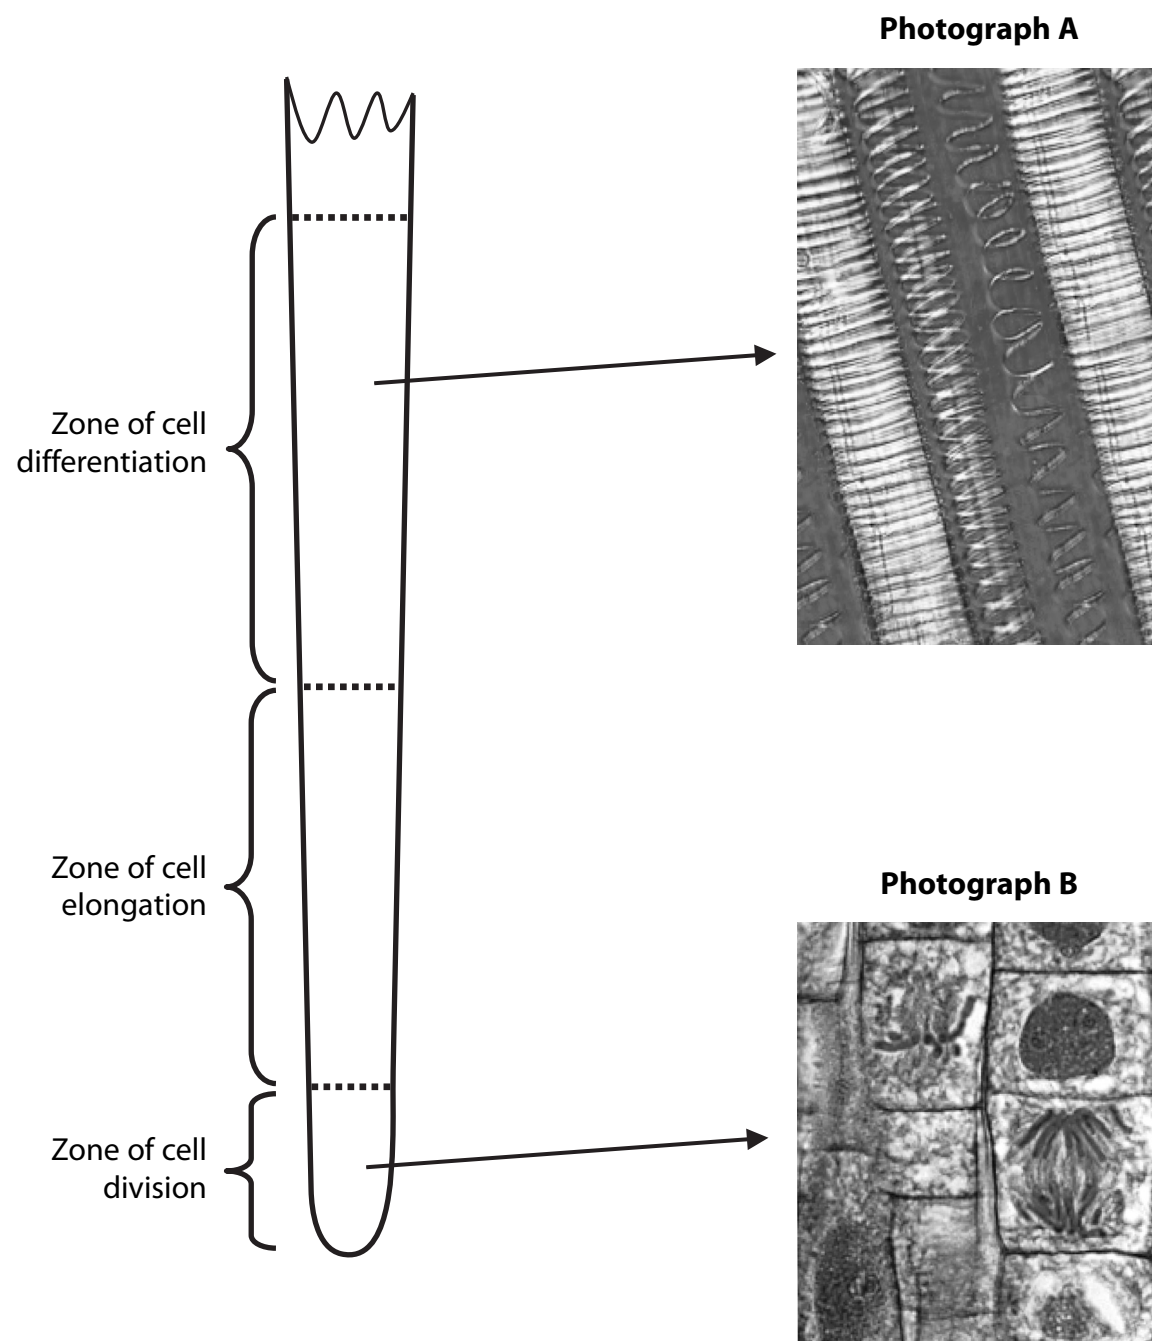 Photograph A
Zone of cell
differentiation
Zone of cell
elongation
Photograph B
Zone of cell
division